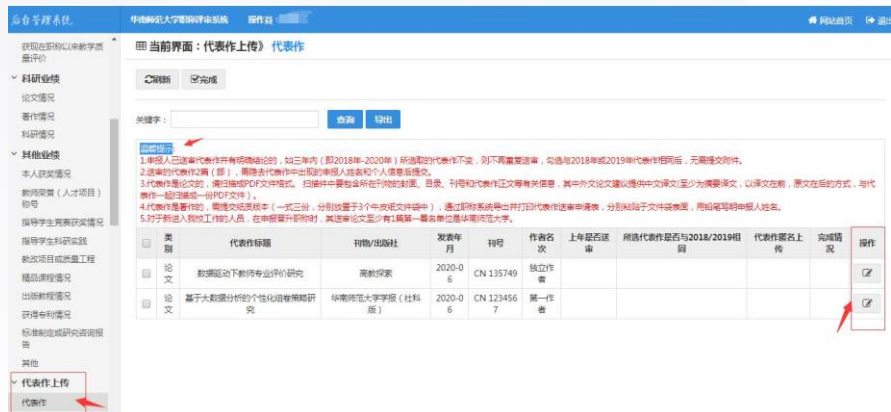 后台管理系统
华南师范大学职称评审系统 操作员：
网站首页 退出
获现在职称以来教学质
量评价
科研业绩
论文情况
著作情况
科研情况
其他业绩
本人获奖情况
教师荣誉（人才项目）
称号
指导学生竞赛获奖情况
指导学生科研实践
教改项目或质量工程
精品课程情况
出版教程情况
获得专利情况
标准制定或研究咨询报
告
其他
代表作上传
代表作
当前界面：代表作上传》 代表作
刷新 完成
关键字：
查询 导出
温馨提示：
1.申报人已送审代表作并有明确结论的，如三年内（即2018年-2020年）所选取的代表作不变，则不再重复送审，勾选与2018年或2019年代表作相同后，无需提交附件。
2.送审的代表作2篇（部），需隐去代表作中出现的申报人姓名和个人信息后提交。
3.代表作是论文的，请扫描成PDF文件格式。 扫描件中要包含所在刊物的封面、目录、刊号和代表作正文等有关信息，其中外文论文建议提供中文译文(至少为摘要译文，以译文在前，原文在后的方式，与代
表作一起扫描成一份PDF文件）。
4.代表作是著作的，需提交纸质版本（一式三份，分别放置于3个牛皮纸文件袋中），通过职称系统导出并打印代表作送审申请表，分别粘贴于文件袋表面，用铅笔写明申报人姓名。
5.对于新进入我校工作的人员，在申报晋升职称时，其送审论文至少有1篇第一署名单位是华南师范大学。
类别 代表作标题 刊物/出版社 发表年月 刊号 作者名次 上年是否送审 所选代表作是否与2018/2019相同 代表作匿名上传 完成情况 操作
论文 数据驱动下教师专业评价研究 高教探索 2020-06 CN 135749 独立作者
论文 基于大数据分析的个性化组卷策略研究 华南师范大学学报（社科版） 2020-06 CN 1234567 第一作者